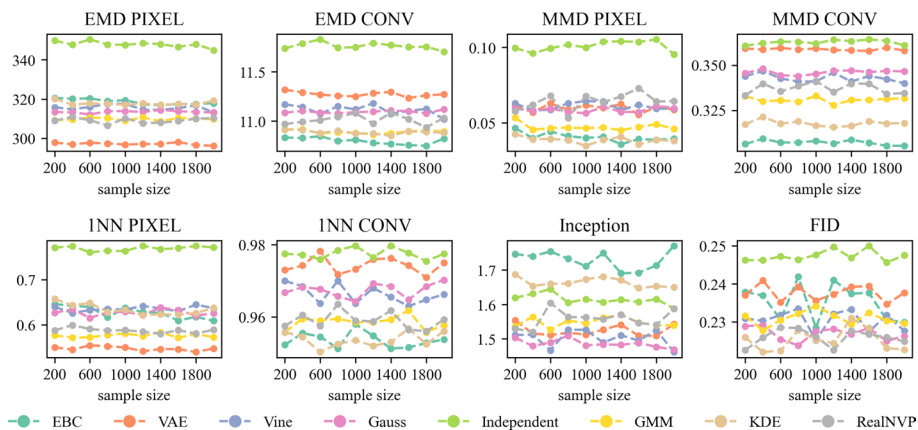 EMD PIXEL
340
320
300
200 600 1000 1400 1800
sample size
EMD CONV
11.5
11.0
200 600 1000 1400 1800
sample size
MMD PIXEL
0.10
0.05
200 600 1000 1400 1800
sample size
MMD CONV
0.350
0.325
200 600 1000 1400 1800
sample size
1NN PIXEL
0.7
0.6
200 600 1000 1400 1800
sample size
1NN CONV
0.98
0.96
200 600 1000 1400 1800
sample size
Inception
1.7
1.6
1.5
200 600 1000 1400 1800
sample size
FID
0.25
0.24
0.23
200 600 1000 1400 1800
sample size
EBC VAE Vine Gauss Independent GMM KDE RealNVP